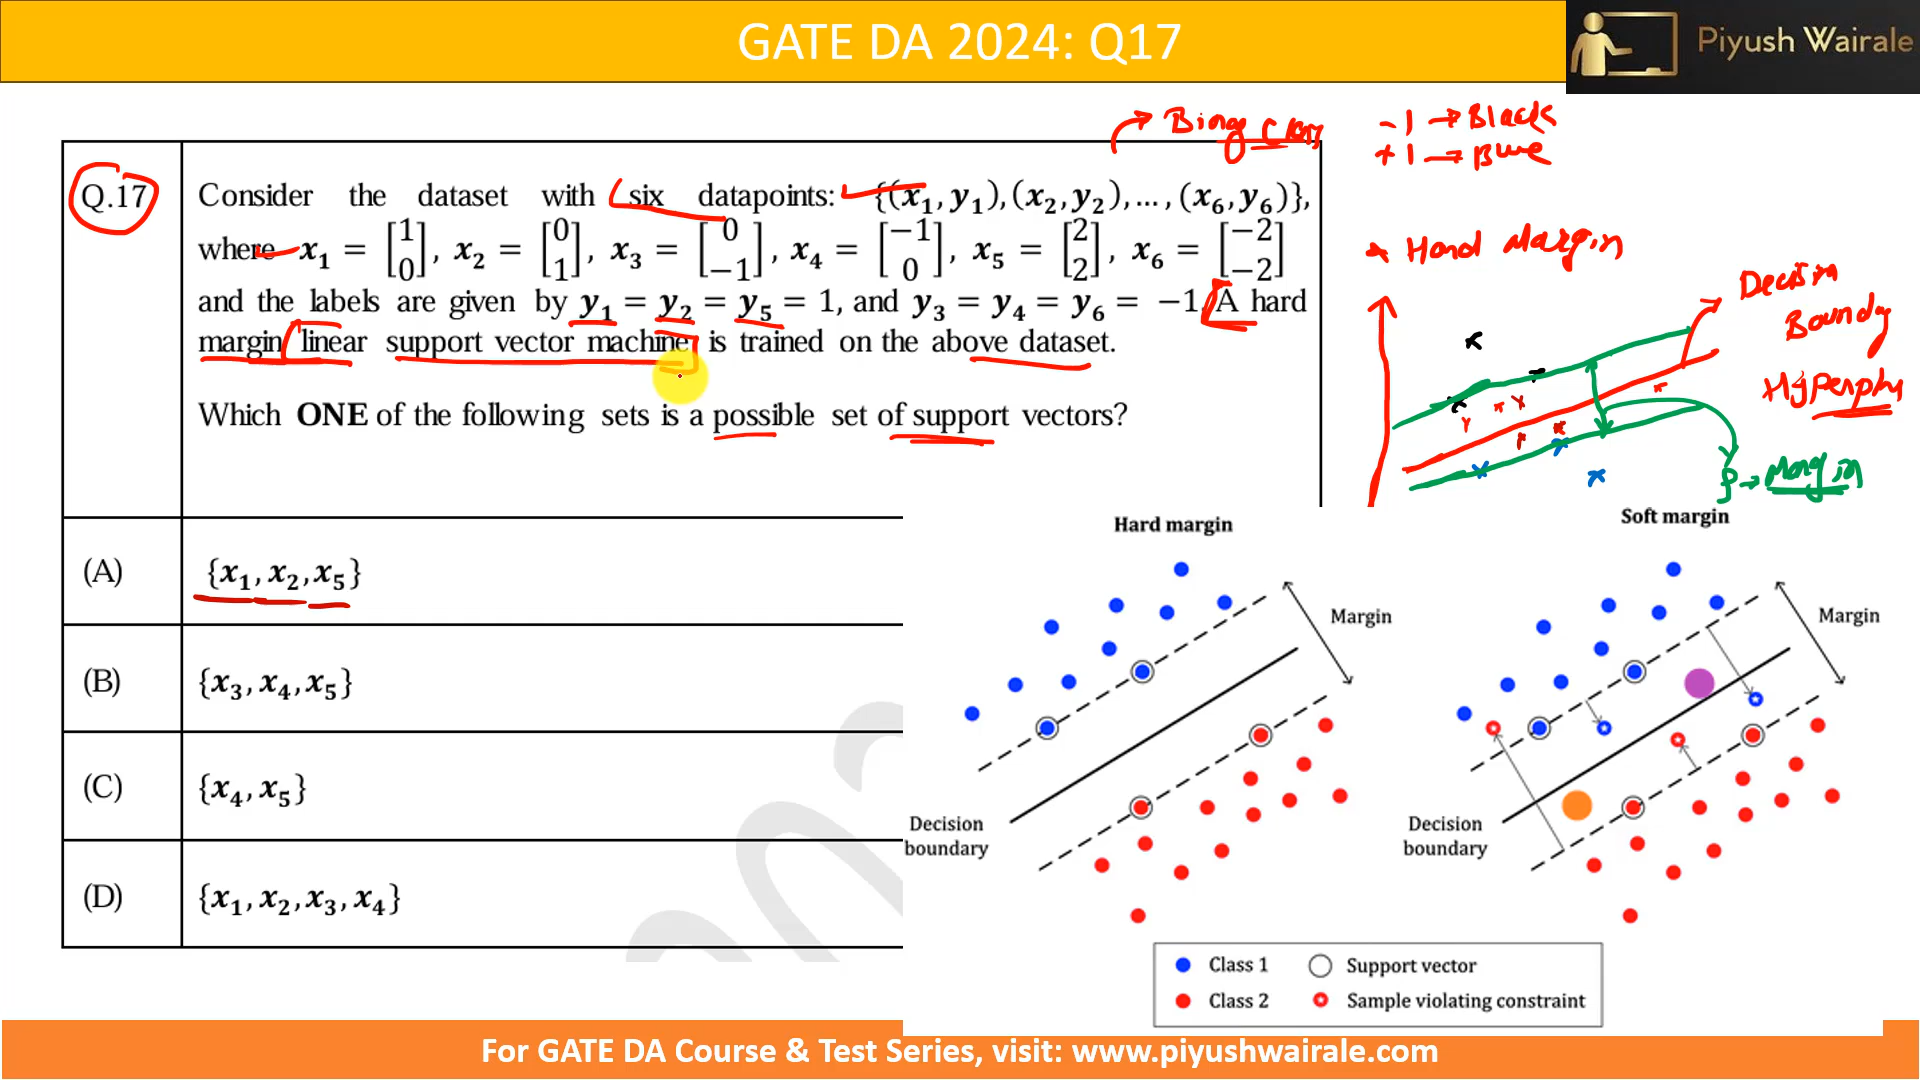 GATE DA 2024: Q17
Piyush Wairale
-1 → Black
+1 → Blue
Q.17
Consider the dataset with six datapoints: {(x₁, y₁), (x₂, y₂), ... , (x₆, y₆)},
where x₁ = [1 0], x₂ = [0 1], x₃ = [0 −1], x₄ = [−1 0], x₅ = [2 2], x₆ = [−2 −2]
and the labels are given by y₁ = y₂ = y₅ = 1, and y₃ = y₄ = y₆ = −1. A hard
margin linear support vector machine is trained on the above dataset.
Which ONE of the following sets is a possible set of support vectors?
(A) {x₁, x₂, x₅}
(B) {x₃, x₄, x₅}
(C) {x₄, x₅}
(D) {x₁, x₂, x₃, x₄}
Hard Margin
Decision
Boundary
→ Margin
Hard margin
Margin
Decision
boundary
Soft margin
Margin
Decision
boundary
Class 1 Support vector
Class 2 Sample violating constraint
For GATE DA Course & Test Series, visit: www.piyushwairale.com